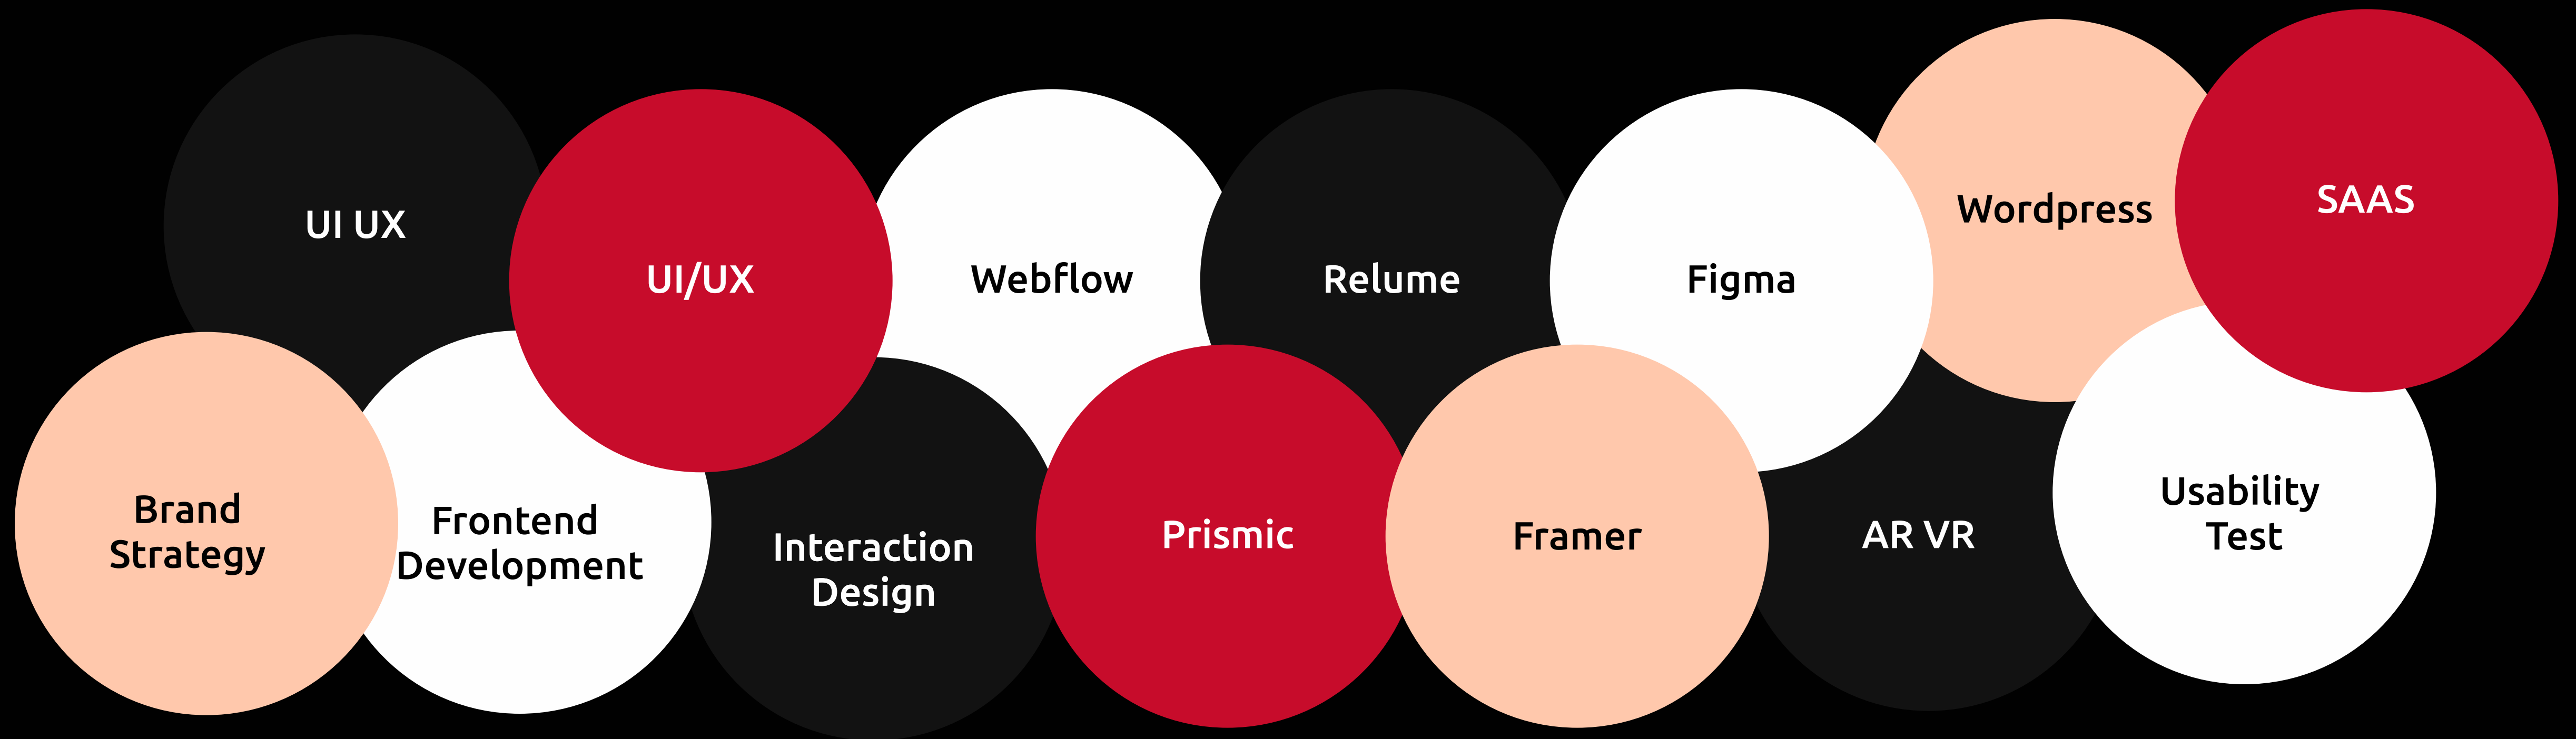 UI UX
UI/UX
Webflow
Relume
Figma
Wordpress
SAAS
Brand
Strategy
Frontend
Development
Interaction
Design
Prismic
Framer
AR VR
Usability
Test